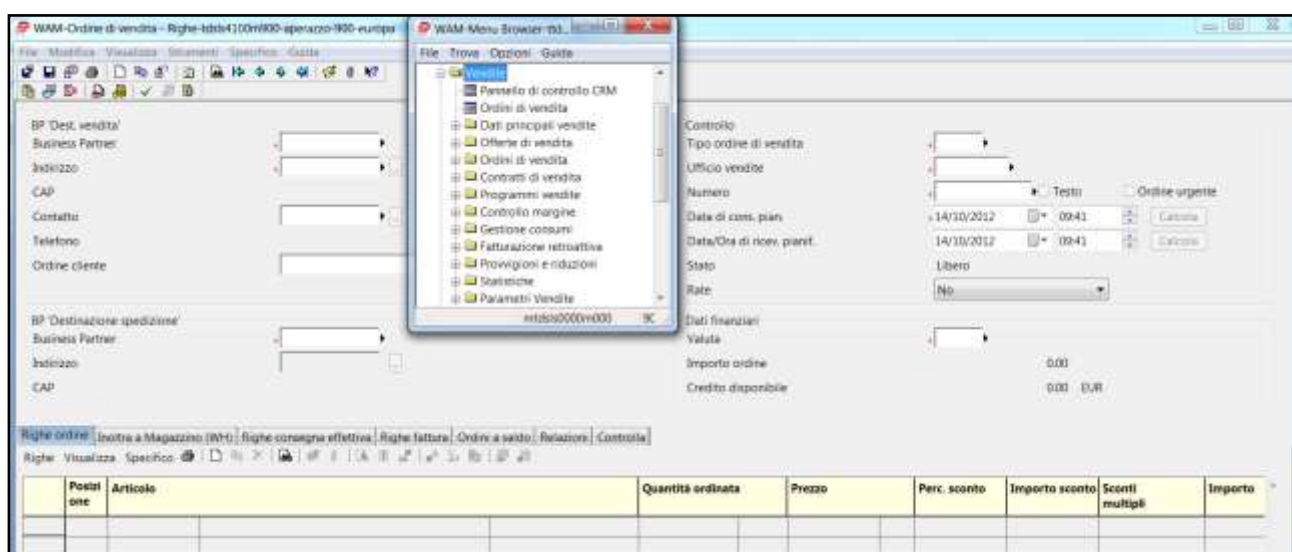 WAM-Ordine di vendita - Righe-tdsls4100m900-aperazzo-900-europa
File Modifica Visualizza Strumenti Specifico Guida
BP 'Dest. vendita'
Business Partner
Indirizzo
CAP
Contatto
Telefono
Ordine cliente
BP 'Destinazione spedizione'
Business Partner
Indirizzo
CAP
WAM-Menu Browser-ttd...
File Trova Opzioni Guida
Vendite
Pannello di controllo CRM
Ordini di vendita
Dati principali vendite
Offerte di vendita
Ordini di vendita
Contratti di vendita
Programmi vendite
Controllo margine
Gestione consumi
Fatturazione retroattiva
Provvigioni e riduzioni
Statistiche
Parametri Vendite
mtdsls0000m000 9C
Controllo
Tipo ordine di vendita
Ufficio vendite
Numero Testo Ordine urgente
Data di cons. pian. 14/10/2012 09:41 Calcola
Data/Ora di ricev. pianif. 14/10/2012 09:41 Calcola
Stato Libero
Rate No
Dati finanziari
Valuta
Importo ordine 0.00
Credito disponibile 0.00 EUR
Righe ordine Inoltra a Magazzino (WH) Righe consegna effettiva Righe fattura Ordini a saldo Relazioni Controlla
Righe Visualizza Specifico
Posizione Articolo Quantità ordinata Prezzo Perc. sconto Importo sconto Sconti multipli Importo